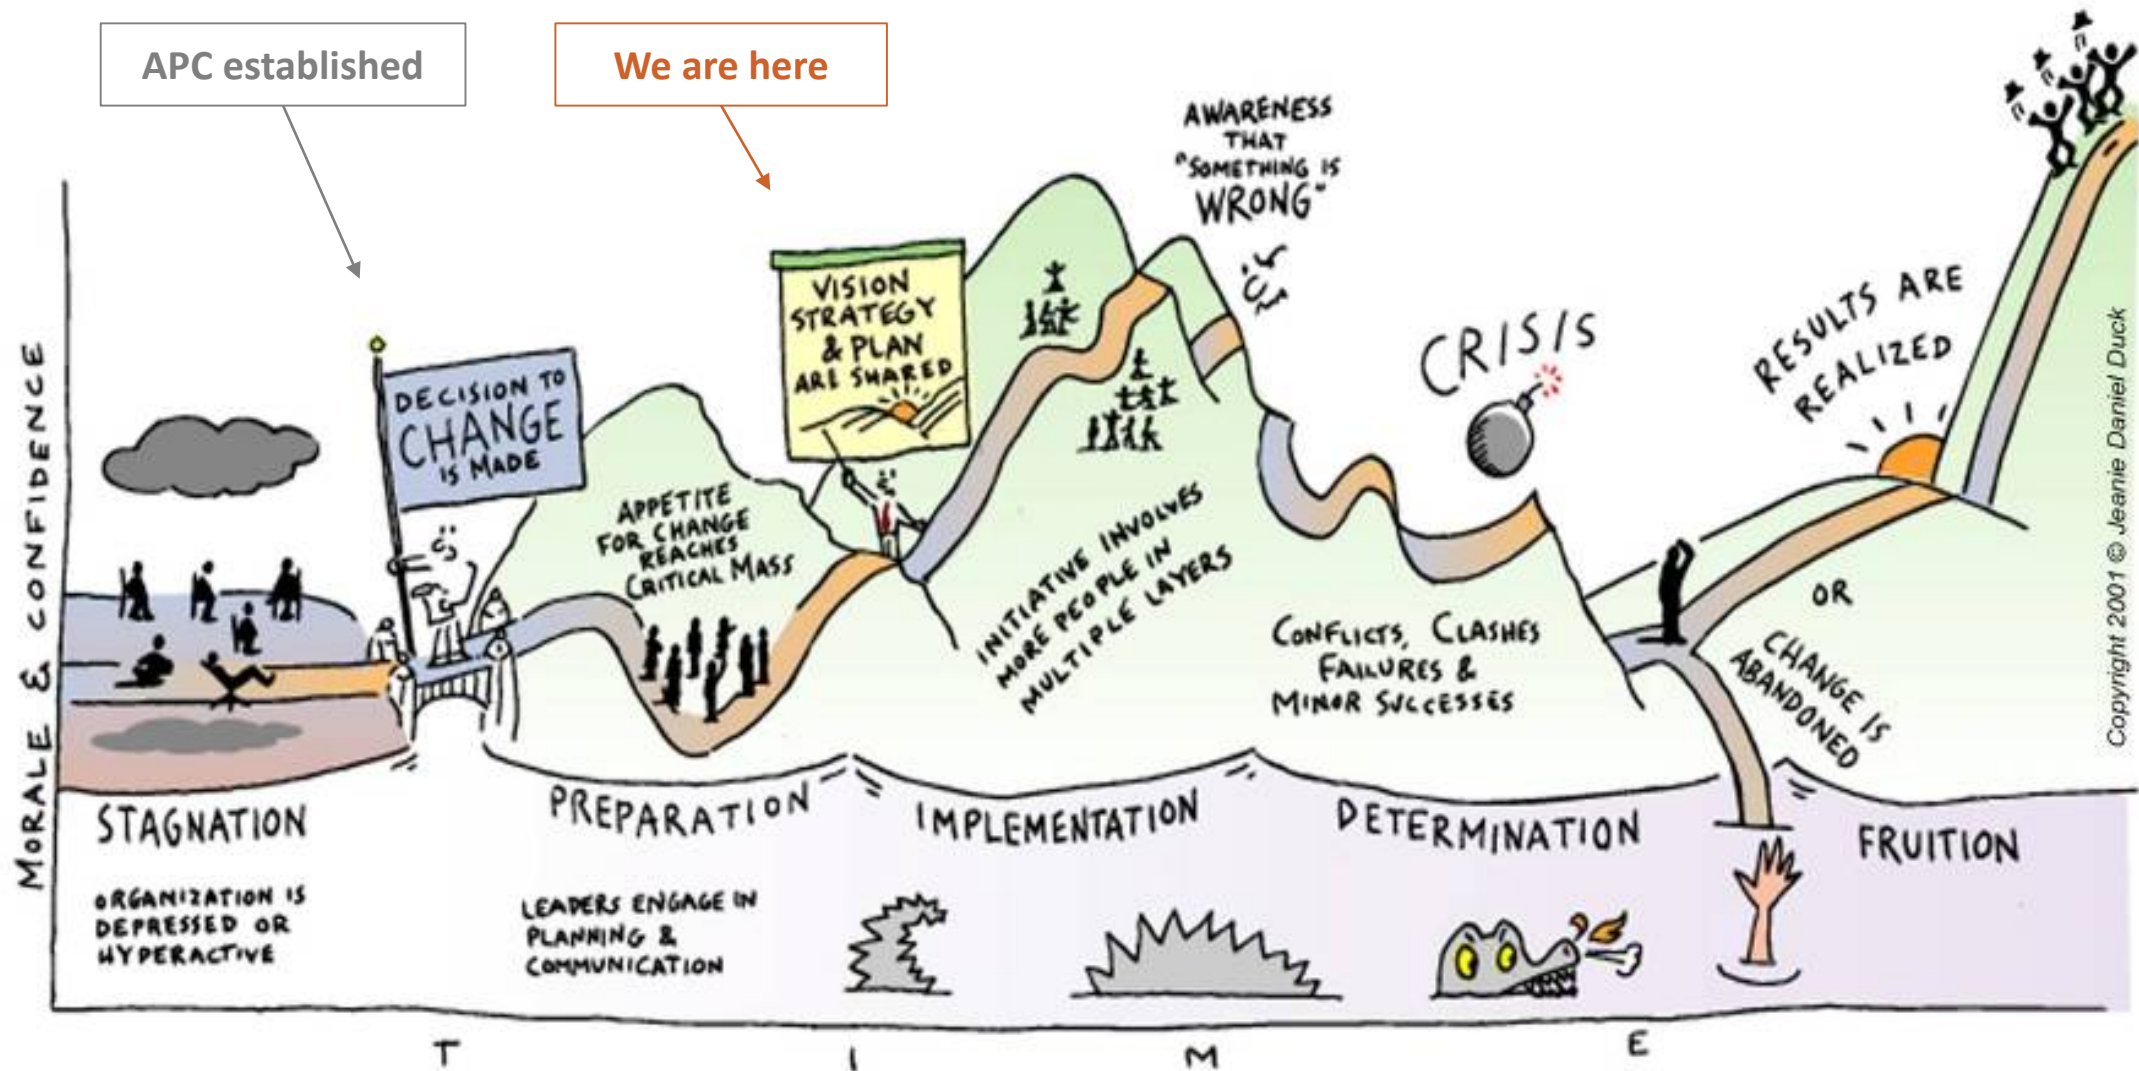 APC established
We are here
AWARENESS
THAT
"SOMETHING IS
WRONG"
DECISION TO
CHANGE
IS MADE
VISION
STRATEGY
& PLAN
ARE SHARED
APPETITE
FOR CHANGE
REACHES
CRITICAL MASS
INITIATIVE INVOLVES
MORE PEOPLE IN
MULTIPLE LAYERS
CRISIS
CONFLICTS, CLASHES
FAILURES &
MINOR SUCCESSES
RESULTS ARE
REALIZED
OR
CHANGE IS
ABANDONED
Copyright 2001 © Jeanie Daniel Duck
MORALE & CONFIDENCE
STAGNATION
PREPARATION
IMPLEMENTATION
DETERMINATION
FRUITION
ORGANIZATION IS
DEPRESSED OR
HYPERACTIVE
LEADERS ENGAGE IN
PLANNING &
COMMUNICATION
TIME